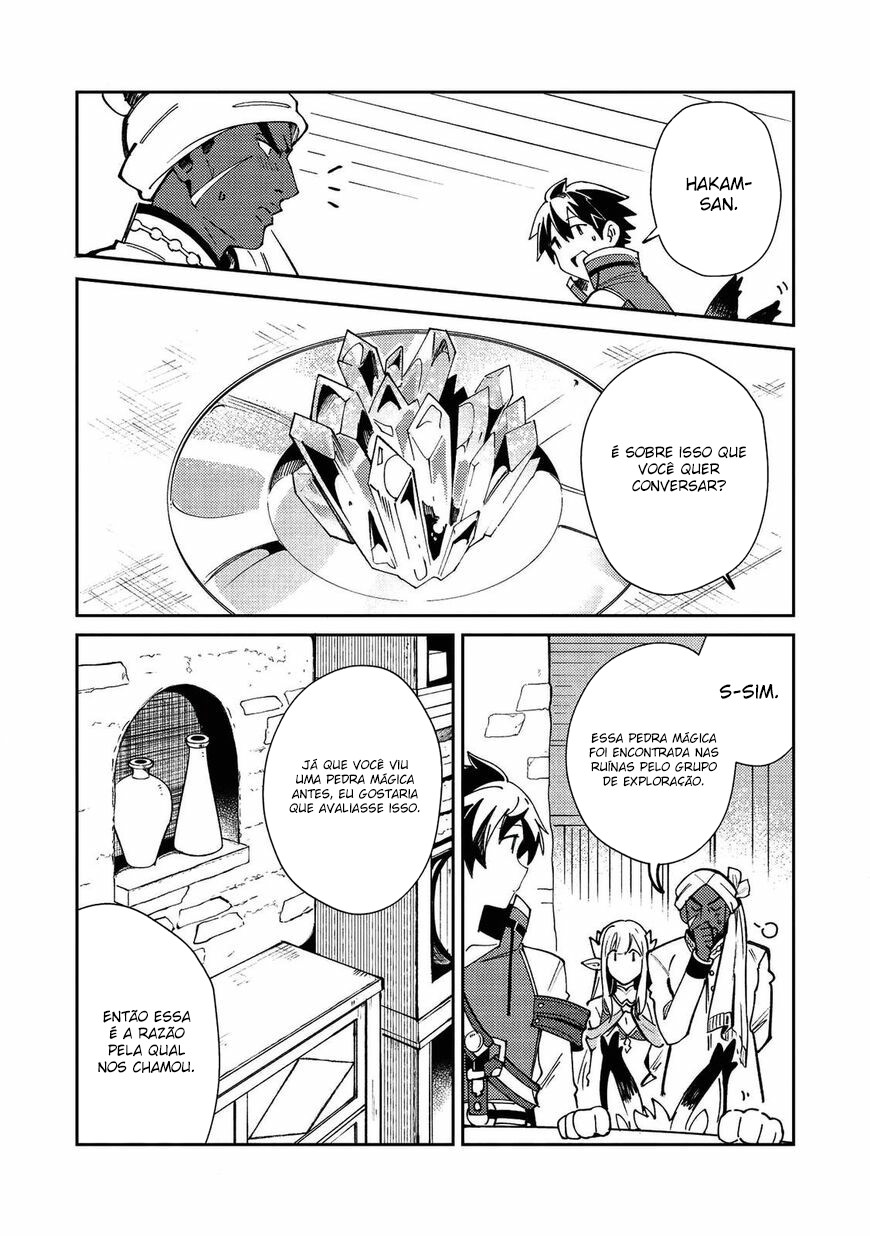 HAKAM-
SAN.
É SOBRE ISSO QUE
VOCÊ QUER
CONVERSAR?
S-SIM.
ESSA PEDRA MÁGICA
FOI ENCONTRADA NAS
RUÍNAS PELO GRUPO
DE EXPLORAÇÃO.
JÁ QUE VOCÊ VIU
UMA PEDRA MÁGICA
ANTES, EU GOSTARIA
QUE AVALIASSE ISSO.
ENTÃO ESSA
É A RAZÃO
PELA QUAL
NOS CHAMOU.